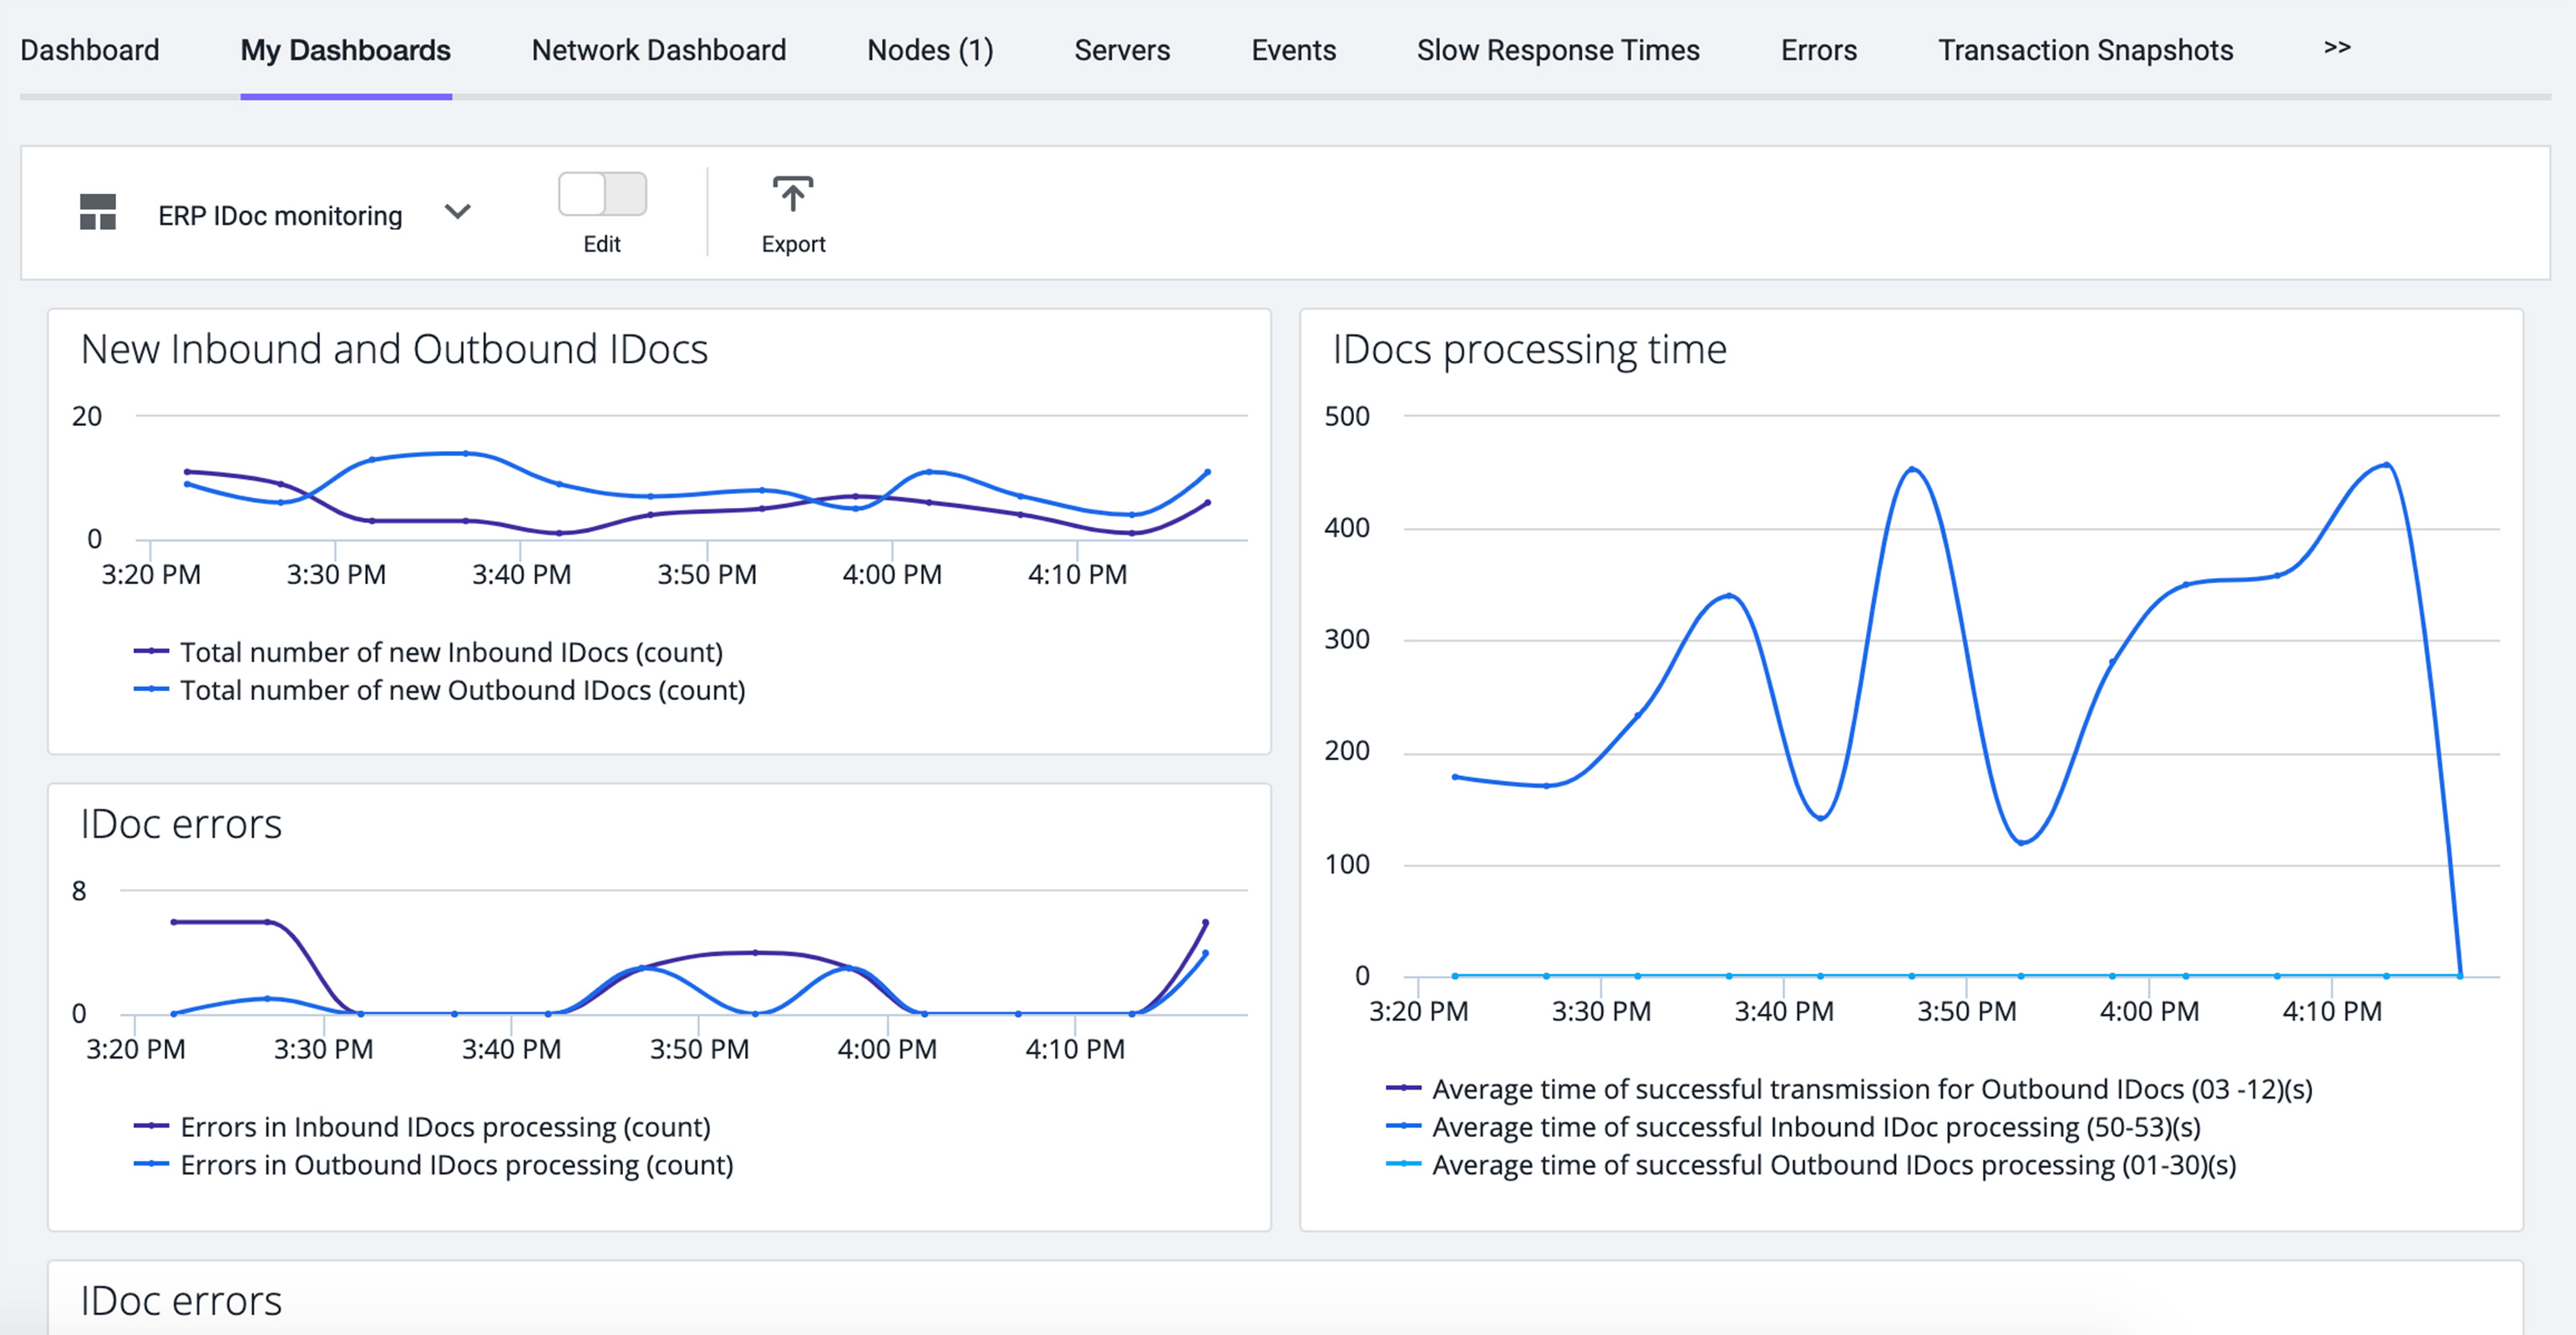 Dashboard My Dashboards Network Dashboard Nodes (1) Servers Events Slow Response Times Errors Transaction Snapshots >>
ERP IDoc monitoring
Edit
Export
New Inbound and Outbound IDocs
20
0
3:20 PM 3:30 PM 3:40 PM 3:50 PM 4:00 PM 4:10 PM
Total number of new Inbound IDocs (count)
Total number of new Outbound IDocs (count)
IDocs processing time
500
400
300
200
100
0
3:20 PM 3:30 PM 3:40 PM 3:50 PM 4:00 PM 4:10 PM
Average time of successful transmission for Outbound IDocs (03 -12)(s)
Average time of successful Inbound IDoc processing (50-53)(s)
Average time of successful Outbound IDocs processing (01-30)(s)
IDoc errors
8
0
3:20 PM 3:30 PM 3:40 PM 3:50 PM 4:00 PM 4:10 PM
Errors in Inbound IDocs processing (count)
Errors in Outbound IDocs processing (count)
IDoc errors